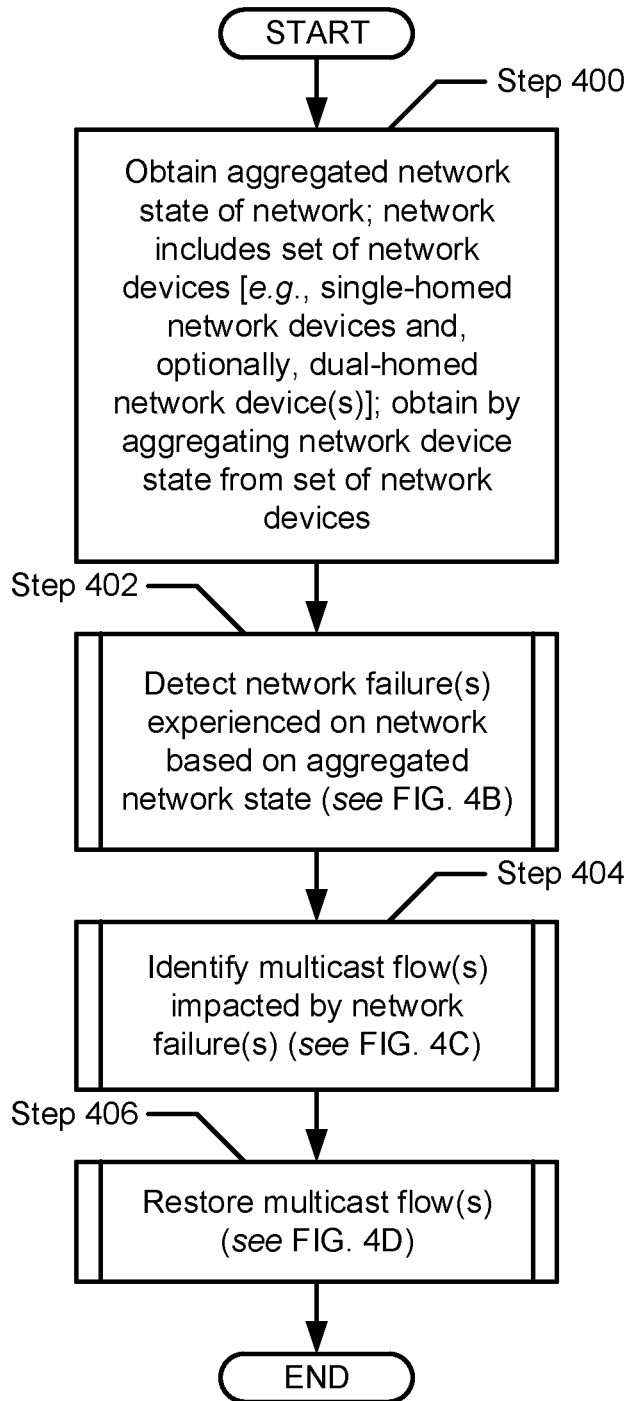 START
Step 400
Obtain aggregated network
state of network; network
includes set of network
devices [e.g., single-homed
network devices and,
optionally, dual-homed
network device(s)]; obtain by
aggregating network device
state from set of network
devices
Step 402
Detect network failure(s)
experienced on network
based on aggregated
network state (see FIG. 4B)
Step 404
Identify multicast flow(s)
impacted by network
failure(s) (see FIG. 4C)
Step 406
Restore multicast flow(s)
(see FIG. 4D)
END